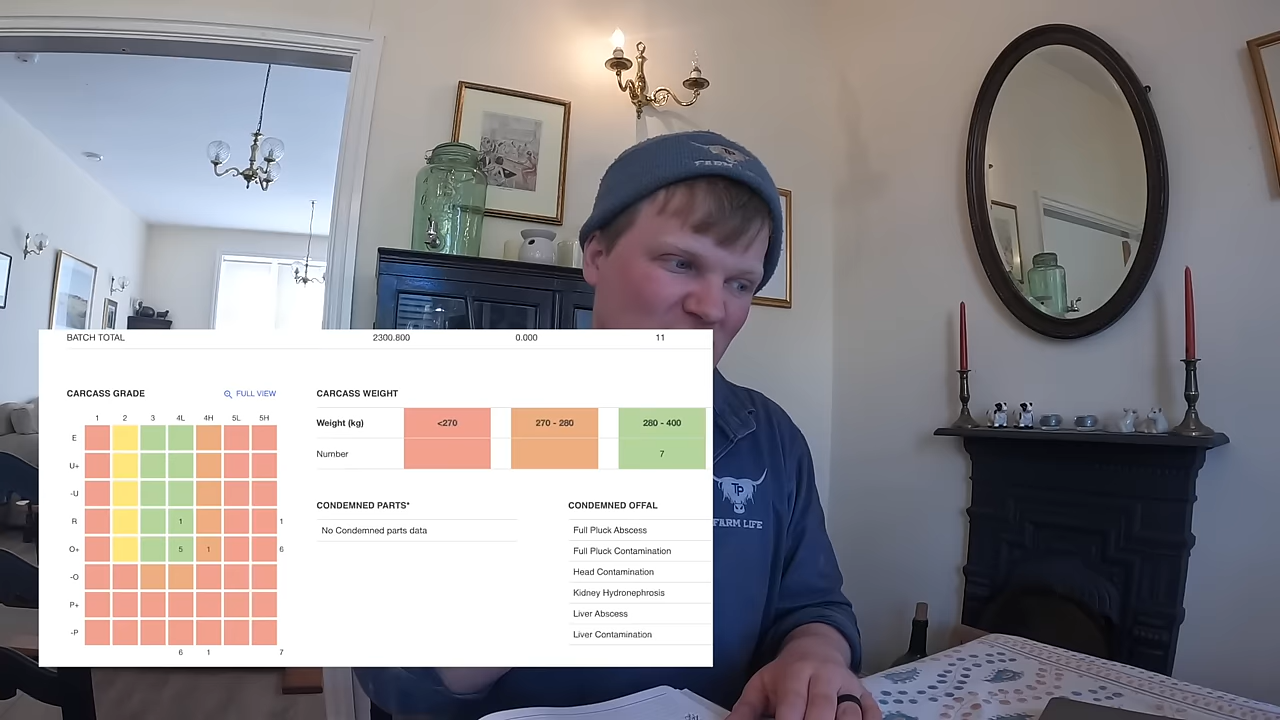 TP
FARM
BATCH TOTAL 2300.800 0.000 11
CARCASS GRADE FULL VIEW
1 2 3 4L 4H 5L 5H
E
U+
-U
R 1 1
O+ 5 1 6
-O
P+
-P
6 1 7
CARCASS WEIGHT
Weight (kg) <270 270 - 280 280 - 400
Number 7
CONDEMNED PARTS*
No Condemned parts data
CONDEMNED OFFAL
Full Pluck Abscess
Full Pluck Contamination
Head Contamination
Kidney Hydronephrosis
Liver Abscess
Liver Contamination
TP
FARM LIFE